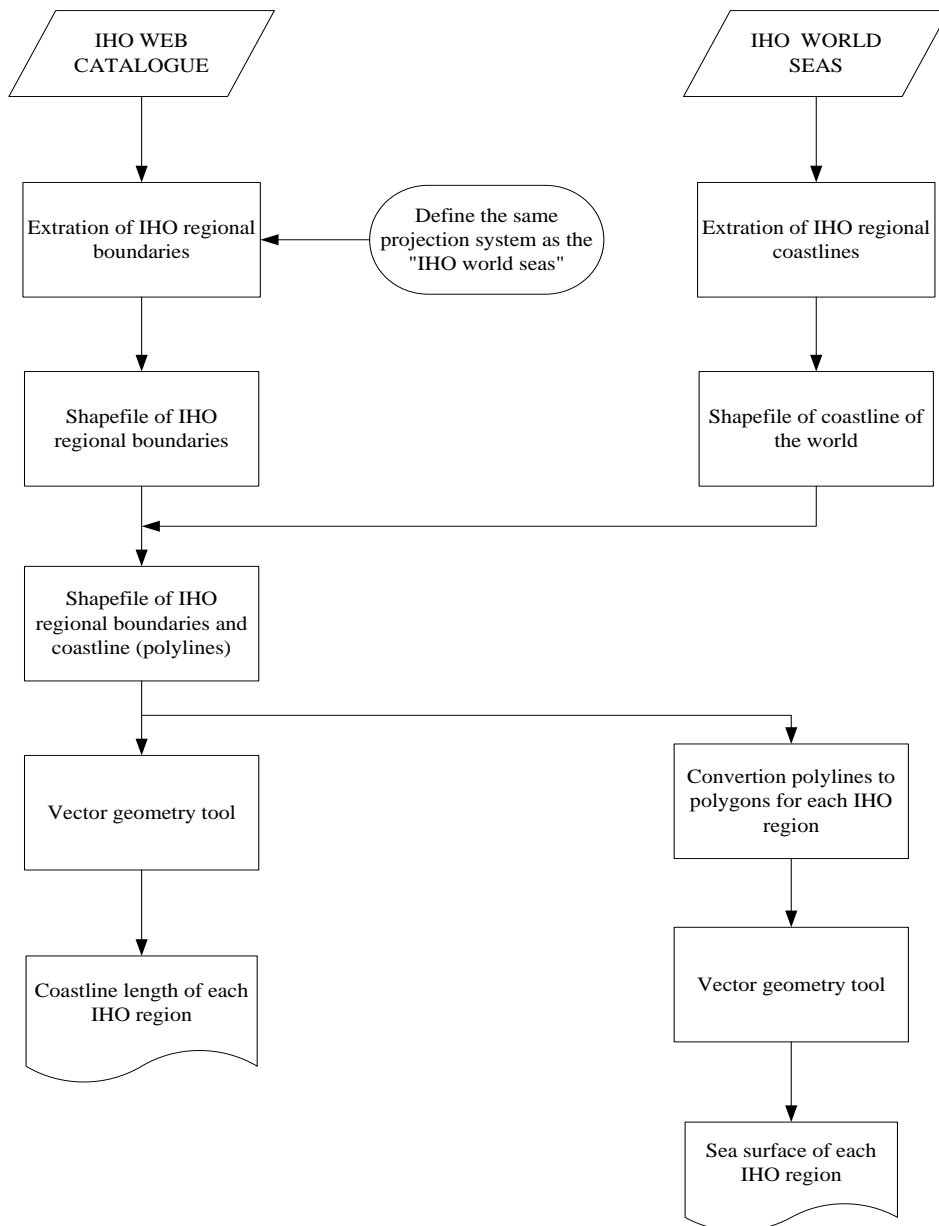 IHO WEB
CATALOGUE
IHO WORLD
SEAS
Extration of IHO regional
boundaries
Define the same
projection system as the
"IHO world seas"
Extration of IHO regional
coastlines
Shapefile of IHO
regional boundaries
Shapefile of coastline of
the world
Shapefile of IHO
regional boundaries and
coastline (polylines)
Vector geometry tool
Convertion polylines to
polygons for each IHO
region
Coastline length of each
IHO region
Vector geometry tool
Sea surface of each
IHO region